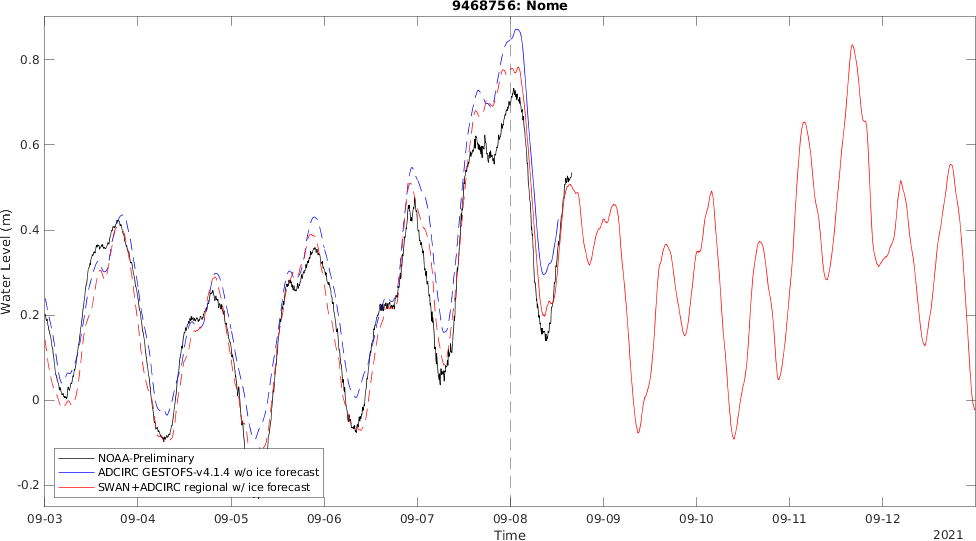 9468756: Nome
0.8
0.6
0.4
0.2
0
-0.2
Water Level (m)
NOAA-Preliminary
ADCIRC GESTOFS-v4.1.4 w/o ice forecast
SWAN+ADCIRC regional w/ ice forecast
09-03 09-04 09-05 09-06 09-07 09-08 09-09 09-10 09-11 09-12
Time
2021